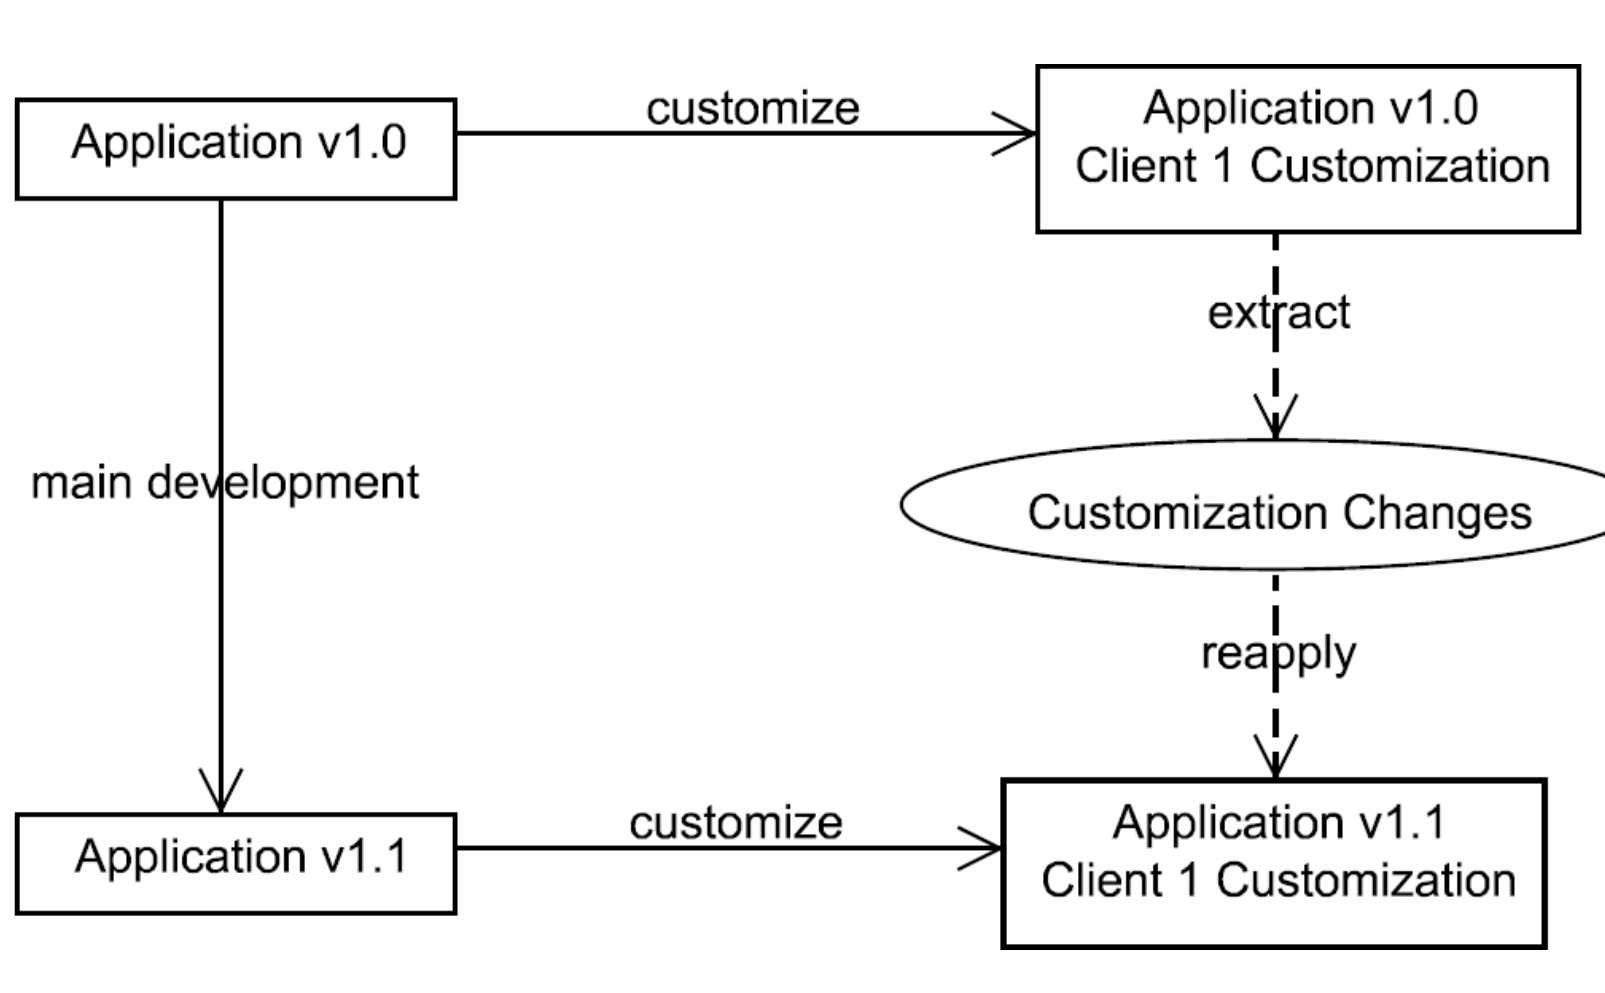 Application v1.0
customize
Application v1.0
Client 1 Customization
extract
main development
Customization Changes
reapply
Application v1.1
customize
Application v1.1
Client 1 Customization